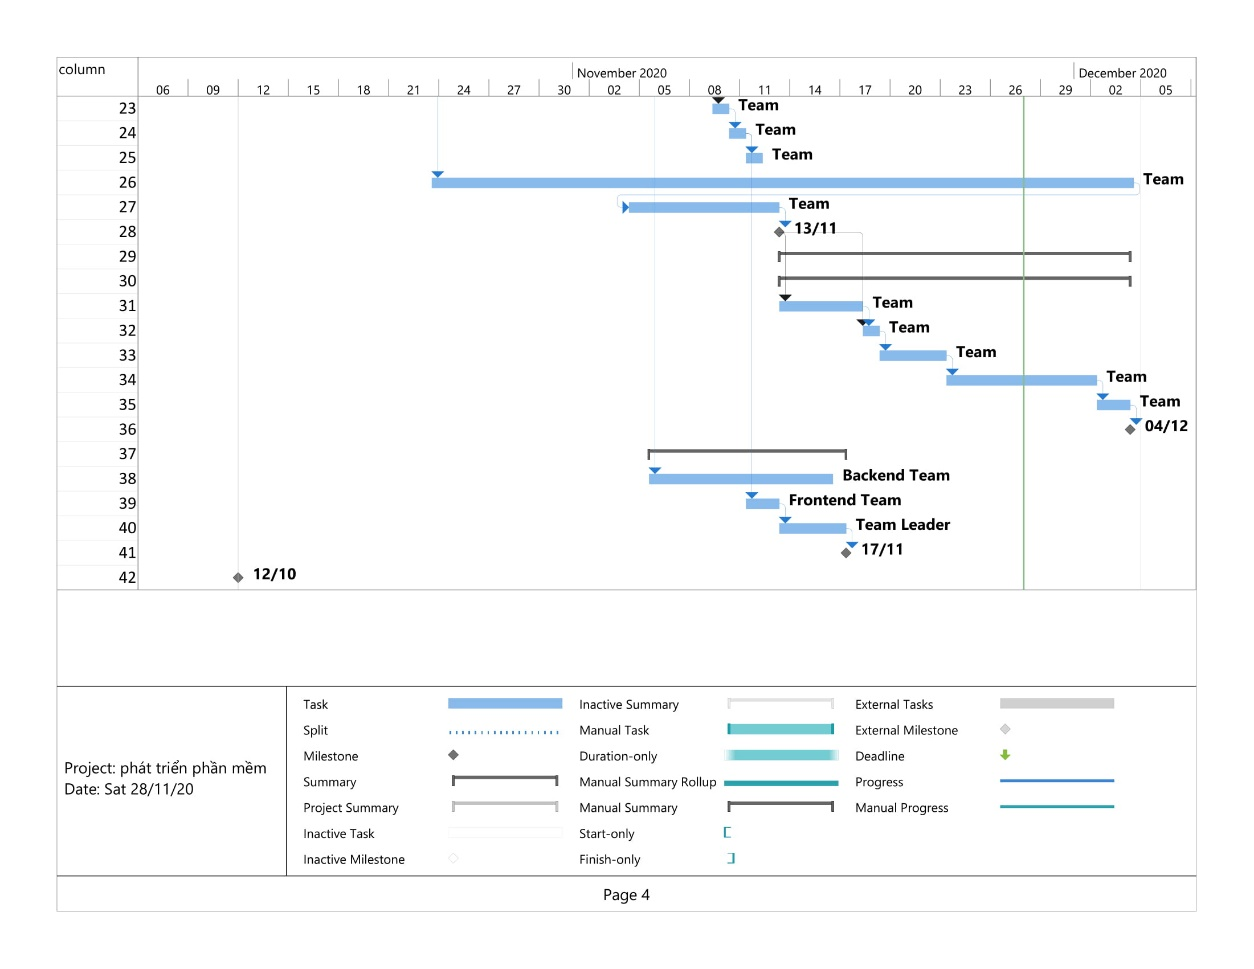 column
November 2020
December 2020
06 09 12 15 18 21 24 27 30 02 05 08 11 14 17 20 23 26 29 02 05
23 Team
24 Team
25 Team
26 Team
27 Team
28 13/11
29
30
31 Team
32 Team
33 Team
34 Team
35 Team
36 04/12
37
38 Backend Team
39 Frontend Team
40 Team Leader
41 17/11
42 12/10
Project: phát triển phần mềm
Date: Sat 28/11/20
Task
Split
Milestone
Summary
Project Summary
Inactive Task
Inactive Milestone
Inactive Summary
Manual Task
Duration-only
Manual Summary Rollup
Manual Summary
Start-only
Finish-only
External Tasks
External Milestone
Deadline
Progress
Manual Progress
Page 4